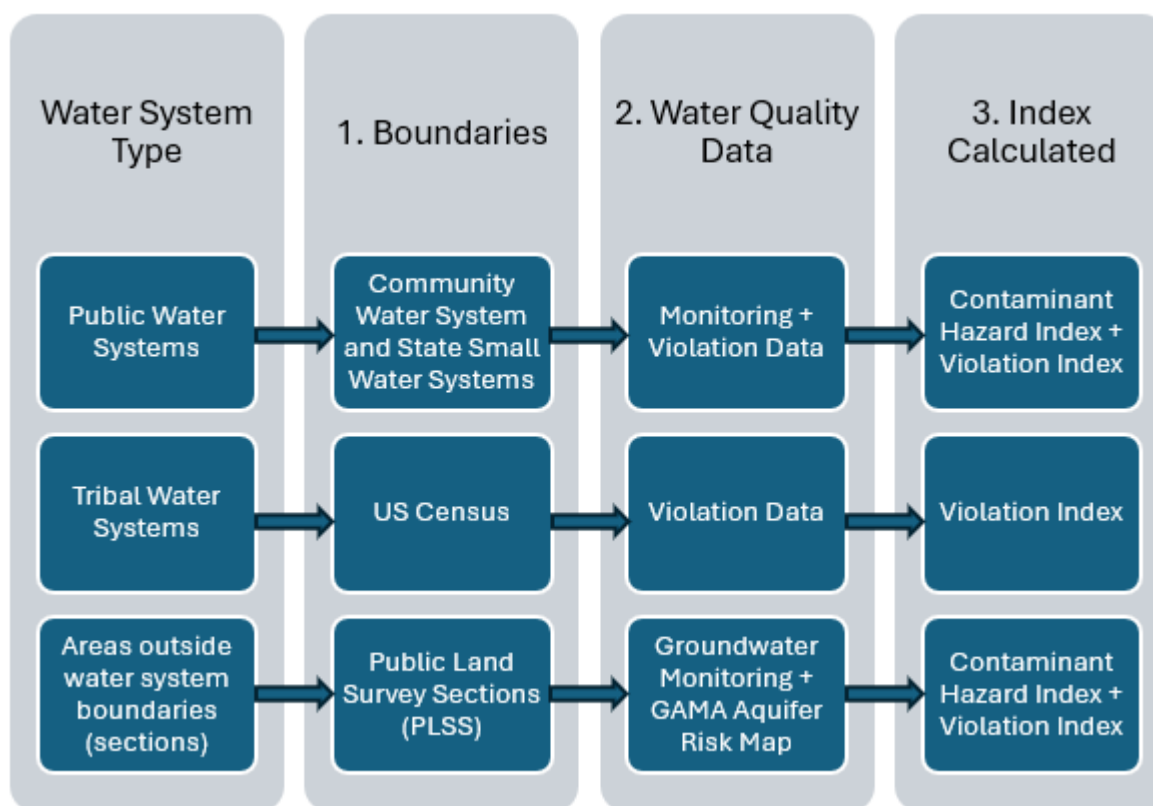 Water System
Type
1. Boundaries
2. Water Quality
Data
3. Index
Calculated
Public Water
Systems
Community
Water System
and State Small
Water Systems
Monitoring +
Violation Data
Contaminant
Hazard Index +
Violation Index
Tribal Water
Systems
US Census
Violation Data
Violation Index
Areas outside
water system
boundaries
(sections)
Public Land
Survey Sections
(PLSS)
Groundwater
Monitoring +
GAMA Aquifer
Risk Map
Contaminant
Hazard Index +
Violation Index